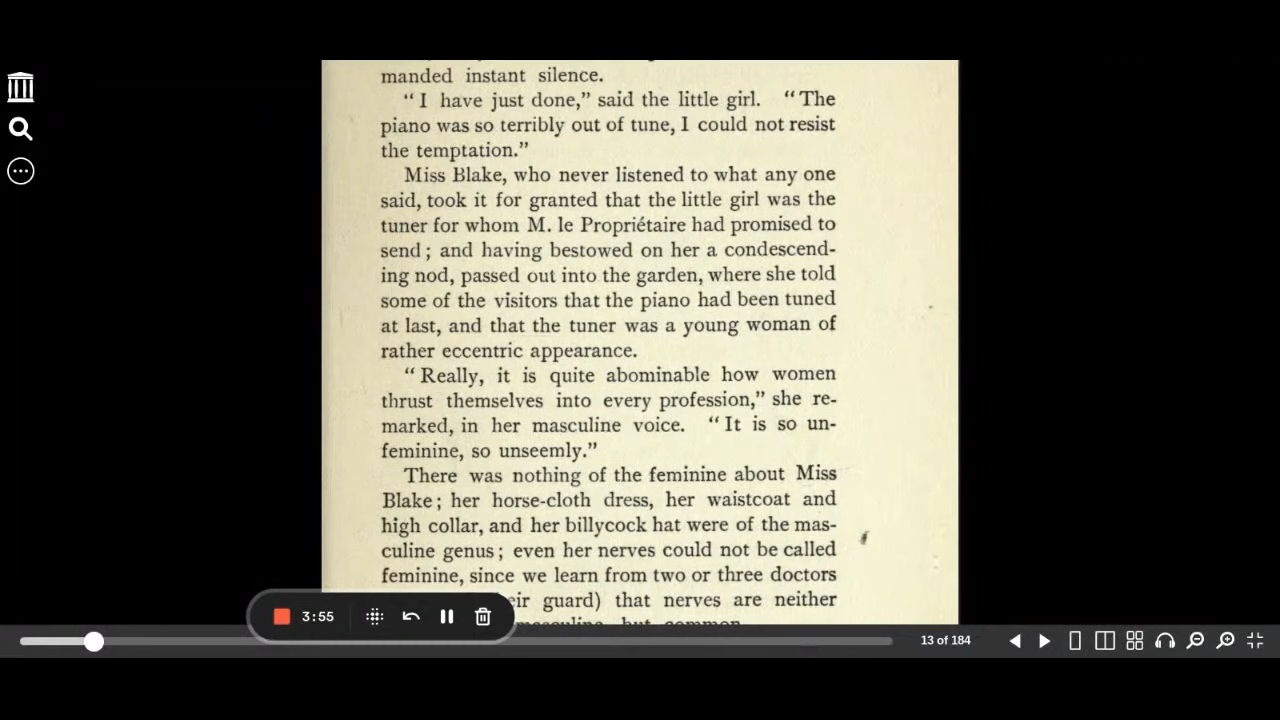 manded instant silence.
“ I have just done,” said the little girl. “ The
piano was so terribly out of tune, I could not resist
the temptation.”
Miss Blake, who never listened to what any one
said, took it for granted that the little girl was the
tuner for whom M. le Propriétaire had promised to
send ; and having bestowed on her a condescend-
ing nod, passed out into the garden, where she told
some of the visitors that the piano had been tuned
at last, and that the tuner was a young woman of
rather eccentric appearance.
“ Really, it is quite abominable how women
thrust themselves into every profession,” she re-
marked, in her masculine voice. “ It is so un-
feminine, so unseemly.”
There was nothing of the feminine about Miss
Blake ; her horse-cloth dress, her waistcoat and
high collar, and her billycock hat were of the mas-
culine genus ; even her nerves could not be called
feminine, since we learn from two or three doctors
eir guard) that nerves are neither
masculine, but common.
3:55
13 of 184